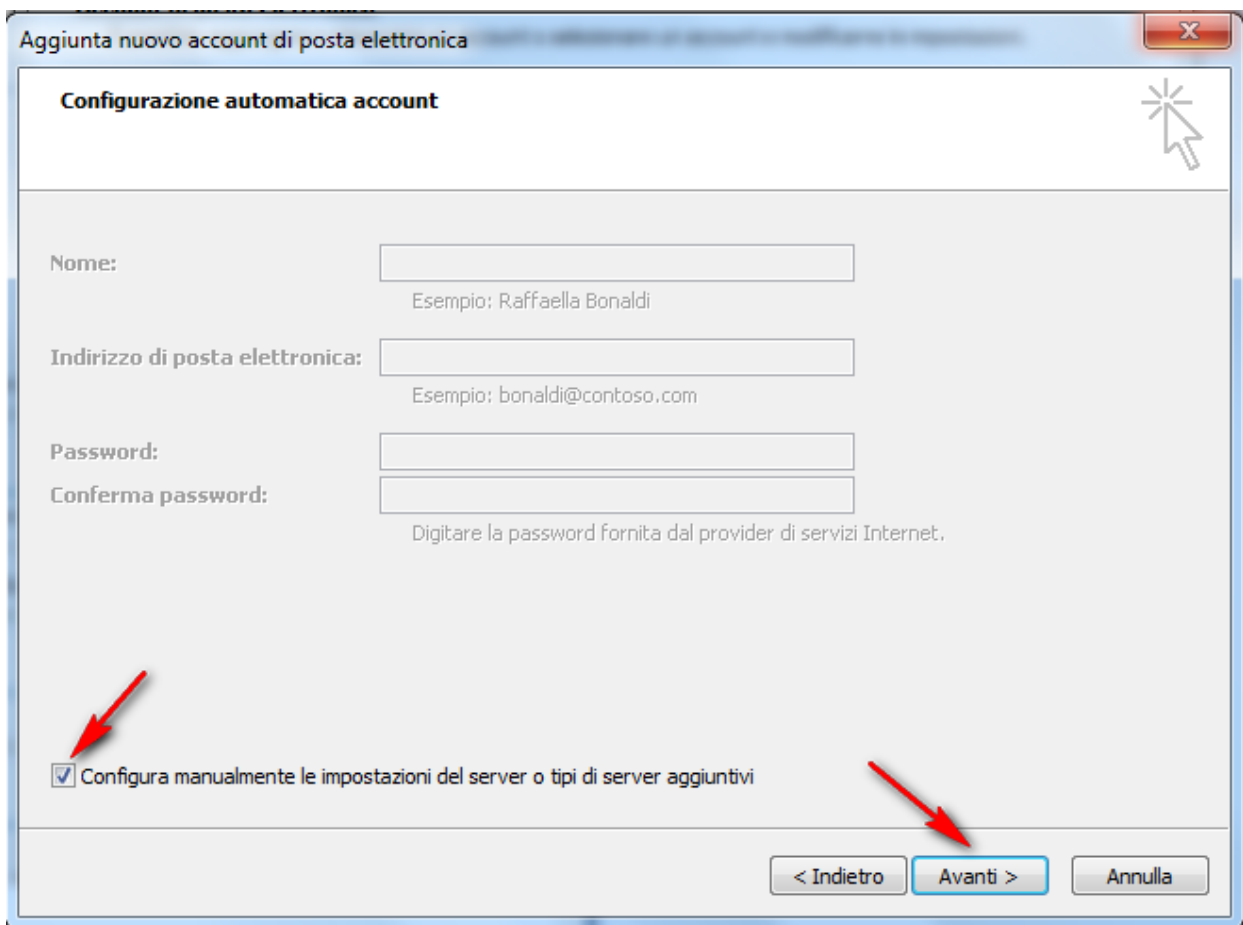 Aggiunta nuovo account di posta elettronica
Configurazione automatica account
Nome:
Esempio: Raffaella Bonaldi
Indirizzo di posta elettronica:
Esempio: bonaldi@contoso.com
Password:
Conferma password:
Digitare la password fornita dal provider di servizi Internet.
Configura manualmente le impostazioni del server o tipi di server aggiuntivi
< Indietro Avanti > Annulla